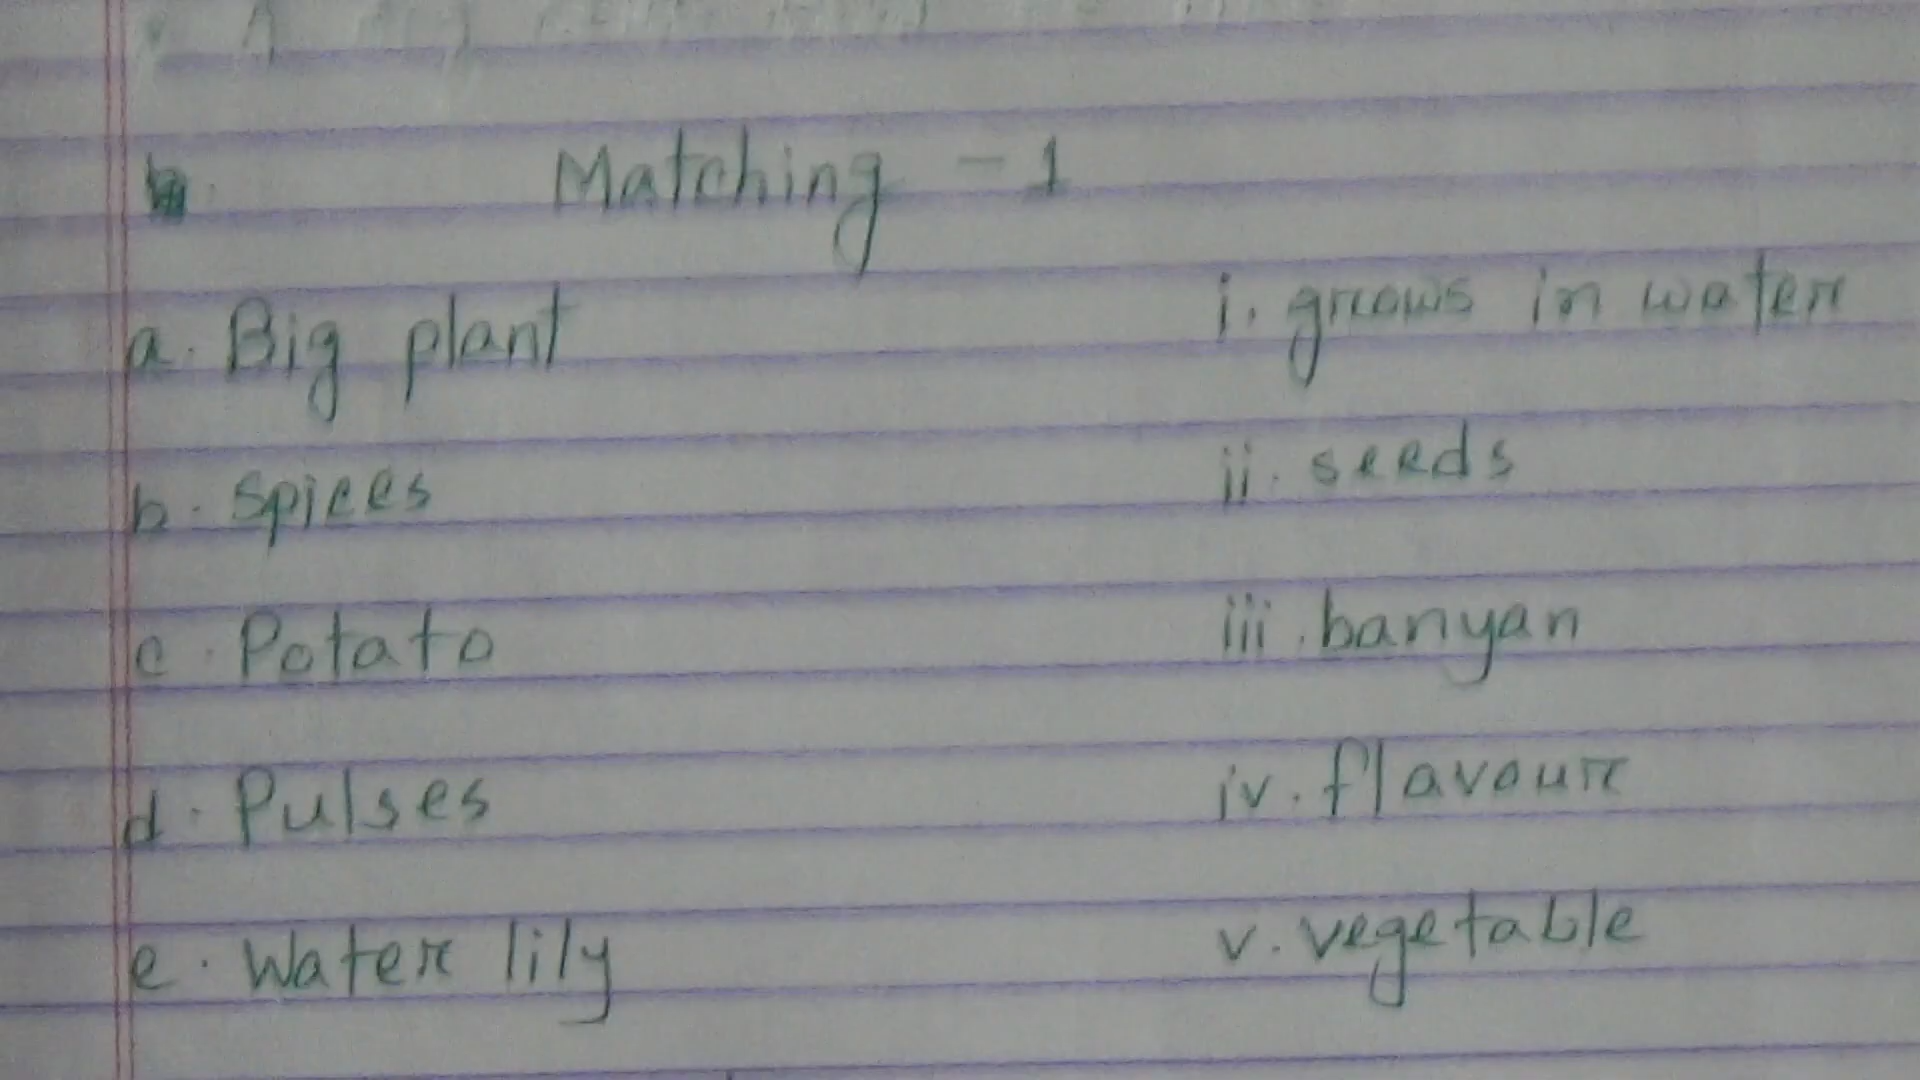 Matching - 1
a. Big plant i. grows in water
b. spices ii. seeds
c. Potato iii. banyan
d. Pulses iv. flavour
e. Water lily v. vegetable